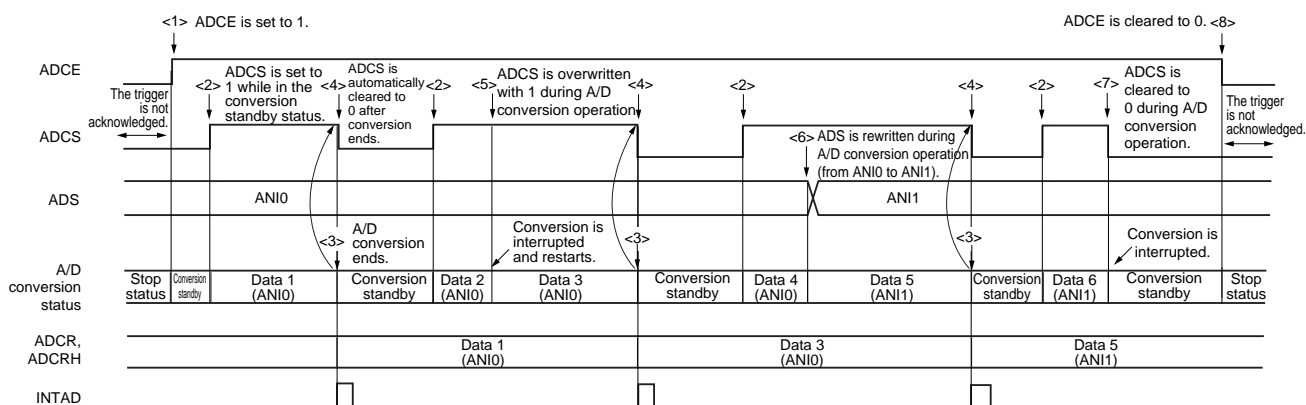 <1> ADCE is set to 1.
ADCE is cleared to 0. <8>
ADCE
The trigger
is not
acknowledged.
<2>
ADCS is set to
1 while in the
conversion
standby status.
<4>
ADCS is
automatically
cleared to
0 after
conversion
ends.
<2>
<5>
ADCS is overwritten
with 1 during A/D
conversion operation
<4>
<2>
<4>
<2>
<7>
ADCS is
cleared to
0 during A/D
conversion
operation.
The trigger
is not
acknowledged.
ADCS
<6>
ADS is rewritten during
A/D conversion operation
(from ANI0 to ANI1).
ADS
ANI0
ANI1
<3>
A/D
conversion
ends.
Conversion is
interrupted
and restarts.
<3>
<3>
Conversion is
interrupted.
A/D
conversion
status
Stop
status
Conversion
standby
Data 1
(ANI0)
Conversion
standby
Data 2
(ANI0)
Data 3
(ANI0)
Conversion
standby
Data 4
(ANI0)
Data 5
(ANI1)
Conversion
standby
Data 6
(ANI1)
Conversion
standby
Stop
status
ADCR,
ADCRH
Data 1
(ANI0)
Data 3
(ANI0)
Data 5
(ANI1)
INTAD